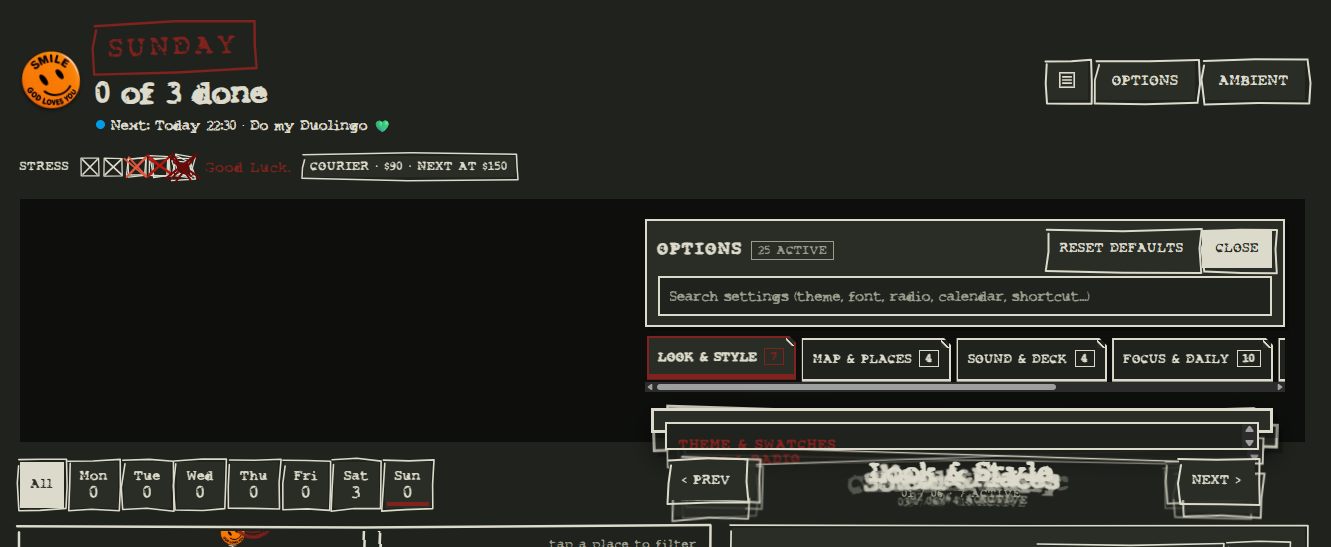 SMILE
GOD LOVES YOU
SUNDAY
0 of 3 done
Next: Today 22:30 · Do my Duolingo
OPTIONS
AMBIENT
STRESS
Good Luck.
COURIER · $90 · NEXT AT $150
OPTIONS
25 ACTIVE
RESET DEFAULTS
CLOSE
Search settings (theme, font, radio, calendar, shortcut…)
LOOK & STYLE 7
MAP & PLACES 4
SOUND & DECK 4
FOCUS & DAILY 10
THEME & SWATCHES
RADIO
All
Mon 0
Tue 0
Wed 0
Thu 0
Fri 0
Sat 3
Sun 0
< PREV
Look & Style
NEXT >
tap a place to filter